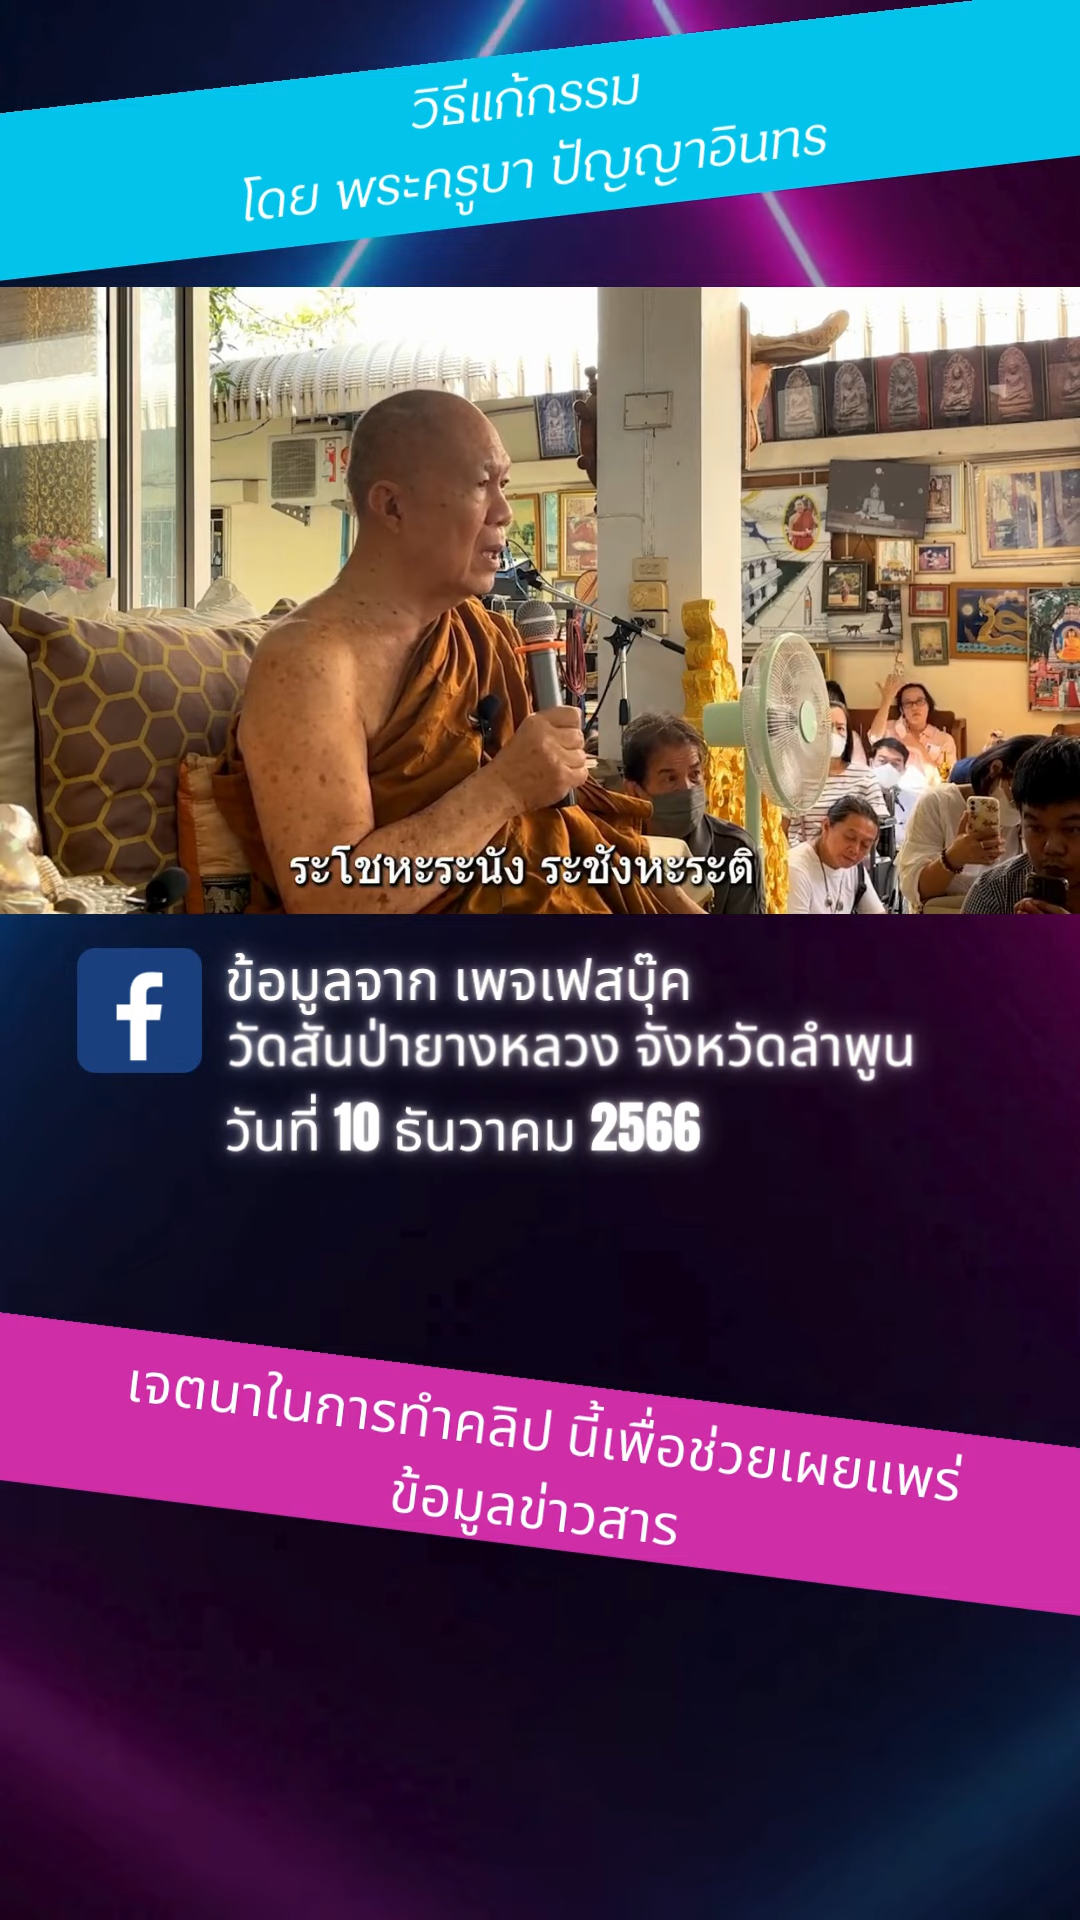 วิธีแก้กรรม
โดย พระครูบา ปัญญาอินทร
ระโชหะระนัง ระชังหะระติ
ข้อมูลจาก เพจเฟสบุ๊ค
วัดสันป่ายางหลวง จังหวัดลำพูน
วันที่ 10 ธันวาคม 2566
เจตนาในการทำคลิป นี้เพื่อช่วยเผยแพร่
ข้อมูลข่าวสาร